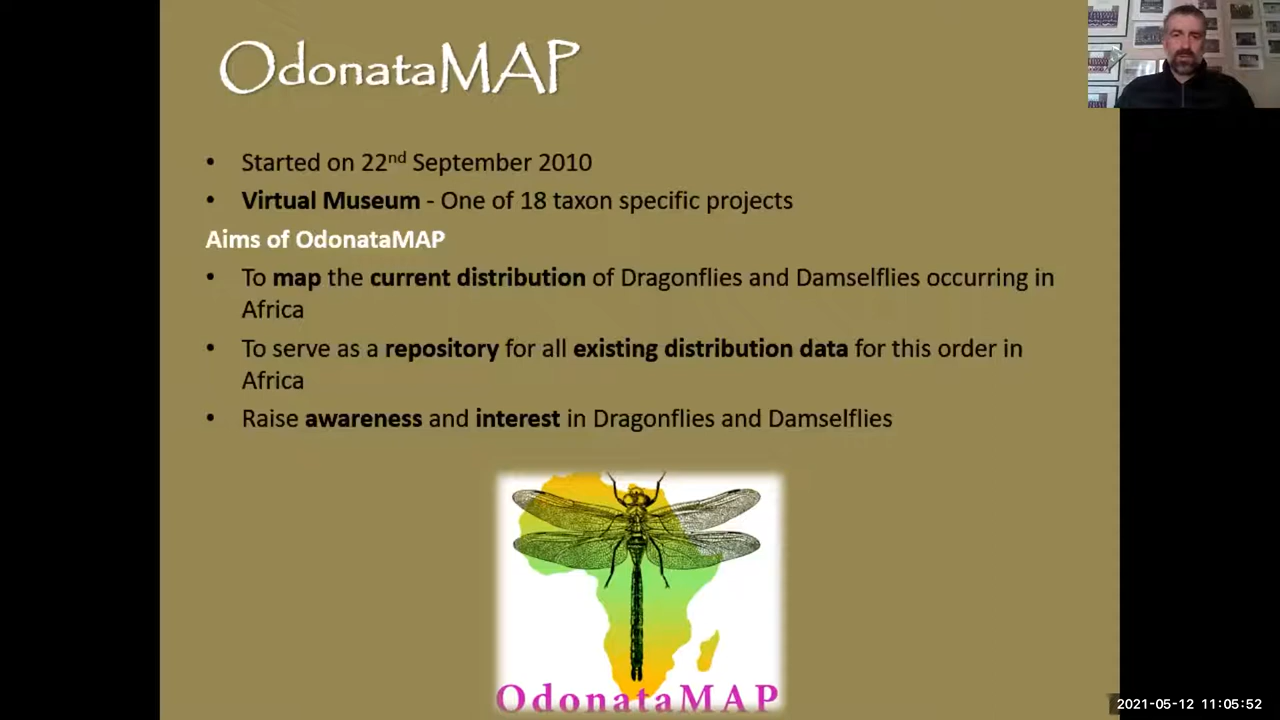 OdonataMAP
• Started on 22nd September 2010
• Virtual Museum - One of 18 taxon specific projects
Aims of OdonataMAP
• To map the current distribution of Dragonflies and Damselflies occurring in
Africa
• To serve as a repository for all existing distribution data for this order in
Africa
• Raise awareness and interest in Dragonflies and Damselflies
OdonataMAP
2021-05-12 11:05:52